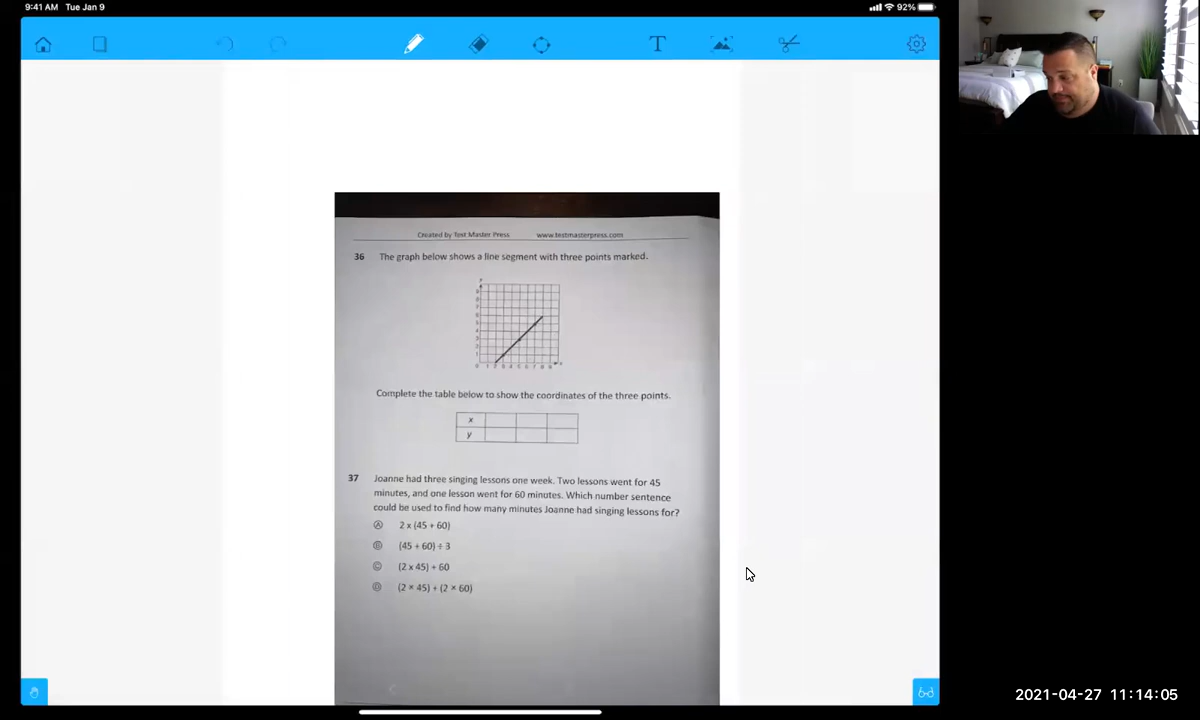 9:41 AM Tue Jan 9
92%
T
Created by Test Master Press www.testmasterpress.com
36 The graph below shows a line segment with three points marked.
Complete the table below to show the coordinates of the three points.
x
y
37 Joanne had three singing lessons one week. Two lessons went for 45
minutes, and one lesson went for 60 minutes. Which number sentence
could be used to find how many minutes Joanne had singing lessons for?
Ⓐ 2 x (45 + 60)
Ⓑ (45 + 60) ÷ 3
Ⓒ (2 x 45) + 60
Ⓓ (2 × 45) + (2 × 60)
2021-04-27 11:14:05